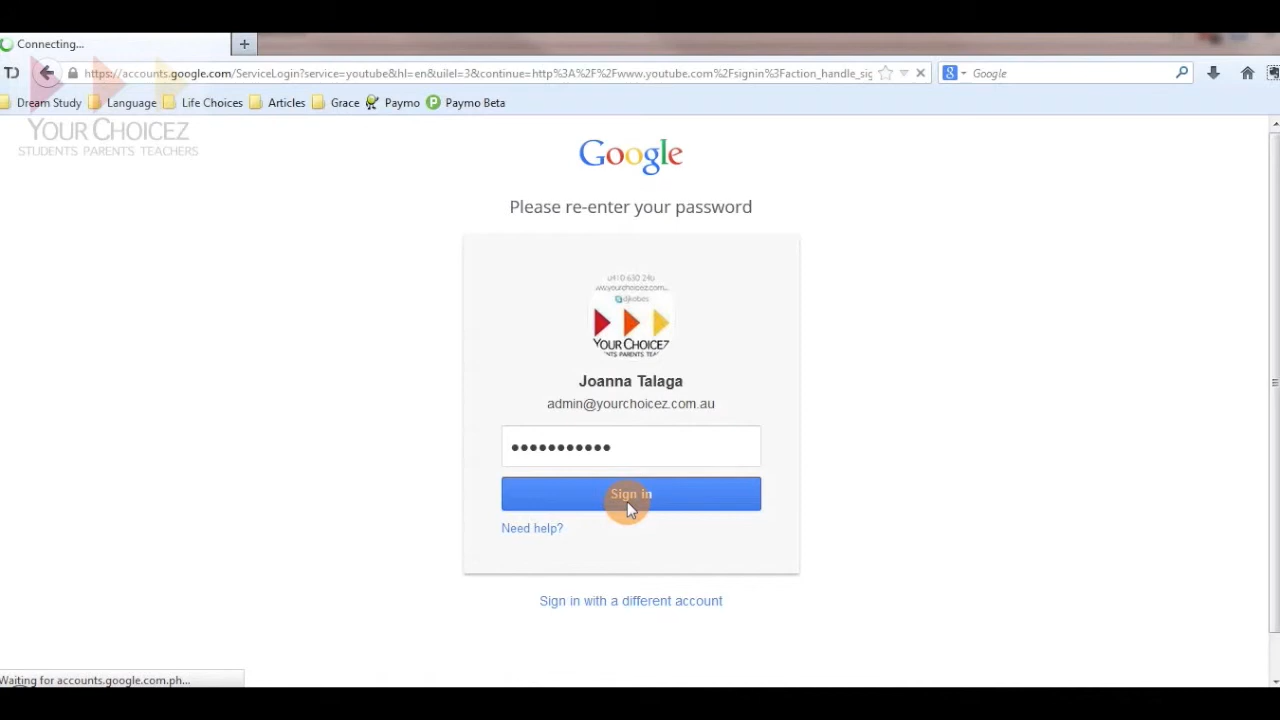 Connecting...
https://accounts.google.com/ServiceLogin?service=youtube&hl=en&uilel=3&continue=http%3A%2F%2Fwww.youtube.com%2Fsignin%3Faction_handle_sig
Google
Dream Study
Language
Life Choices
Articles
Grace
Paymo
Paymo Beta
YOUR CHOICEZ
STUDENTS PARENTS TEACHERS
Google
Please re-enter your password
YOUR CHOICEZ
Joanna Talaga
admin@yourchoicez.com.au
Sign in
Need help?
Sign in with a different account
Waiting for accounts.google.com.ph...